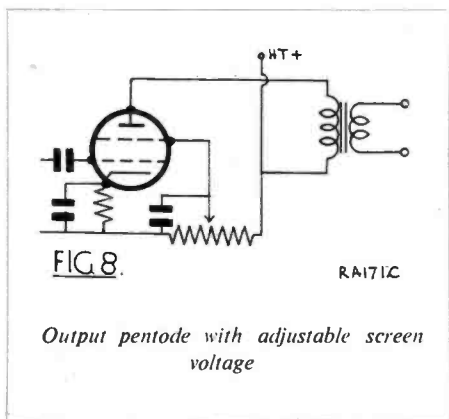 HT+
FIG 8.
RA171C
Output pentode with adjustable screen
voltage